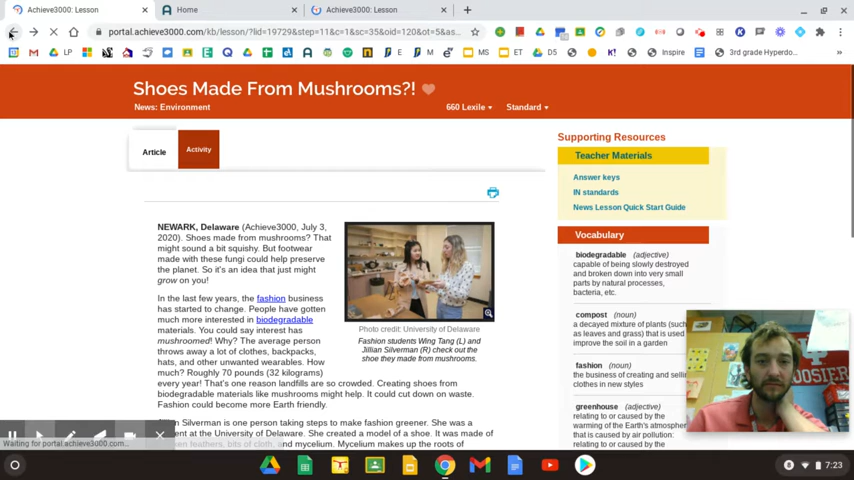 Achieve3000: Lesson
Home
Achieve3000: Lesson
portal.achieve3000.com/kb/lesson/?lid=19729&step=11&c=1&sc=35&oid=120&ot=5&as...
LP
E
M
MS
ET
D5
Inspire
3rd grade Hyperdo...
Shoes Made From Mushrooms?!
News: Environment
660 Lexile
Standard
Article
Activity
NEWARK, Delaware (Achieve3000, July 3,
2020). Shoes made from mushrooms? That
might sound a bit squishy. But footwear
made with these fungi could help preserve
the planet. So it's an idea that just might
grow on you!
In the last few years, the fashion business
has started to change. People have gotten
much more interested in biodegradable
materials. You could say interest has
mushroomed! Why? The average person
throws away a lot of clothes, backpacks,
hats, and other unwanted wearables. How
much? Roughly 70 pounds (32 kilograms)
every year! That's one reason landfills are so crowded. Creating shoes from
biodegradable materials like mushrooms might help. It could cut down on waste.
Fashion could become more Earth friendly.
Jillian Silverman is one person taking steps to make fashion greener. She was a
student at the University of Delaware. She created a model of a shoe. It was made of
chicken feathers, bits of cloth, and mycelium. Mycelium makes up the roots of
Photo credit: University of Delaware
Fashion students Wing Tang (L) and
Jillian Silverman (R) check out the
shoe they made from mushrooms.
Supporting Resources
Teacher Materials
Answer keys
IN standards
News Lesson Quick Start Guide
Vocabulary
biodegradable (adjective)
capable of being slowly destroyed
and broken down into very small
parts by natural processes,
bacteria, etc.
compost (noun)
a decayed mixture of plants (such
as leaves and grass) that is used
improve the soil in a garden
fashion (noun)
the business of creating and selli
clothes in new styles
greenhouse (adjective)
relating to or caused by the
warming of the Earth's atmosphe
that is caused by air pollution:
relating to or caused by the
HOOSIER
Waiting for portal.achieve3000.com...
8
7:23